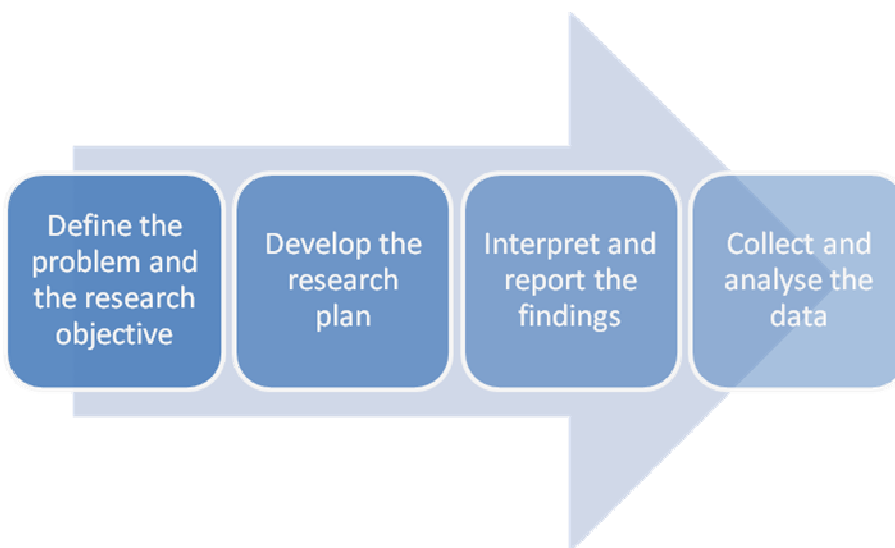 Define the
problem and
the research
objective
Develop the
research
plan
Interpret and
report the
findings
Collect and
analyse the
data